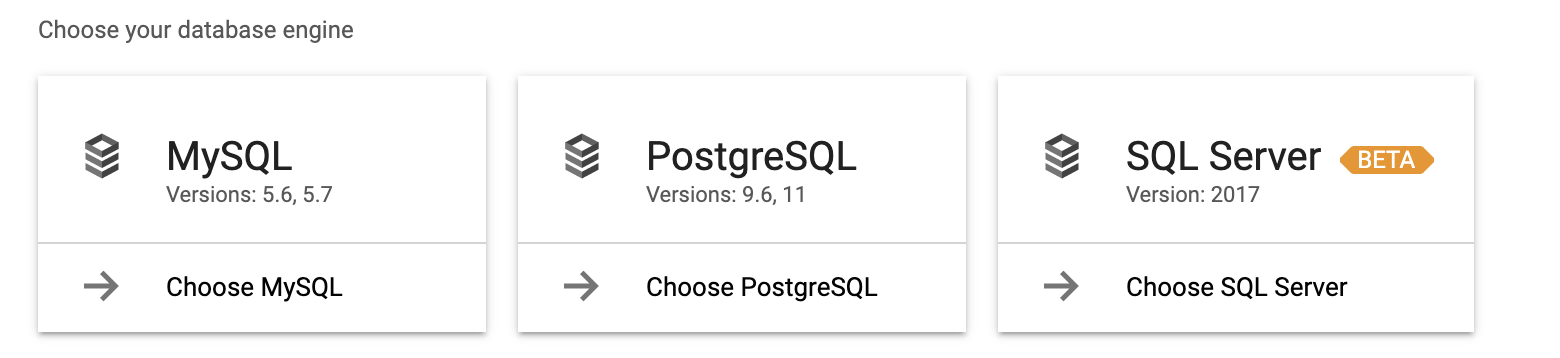 Choose your database engine
MySQL
Versions: 5.6, 5.7
Choose MySQL
PostgreSQL
Versions: 9.6, 11
Choose PostgreSQL
SQL Server BETA
Version: 2017
Choose SQL Server